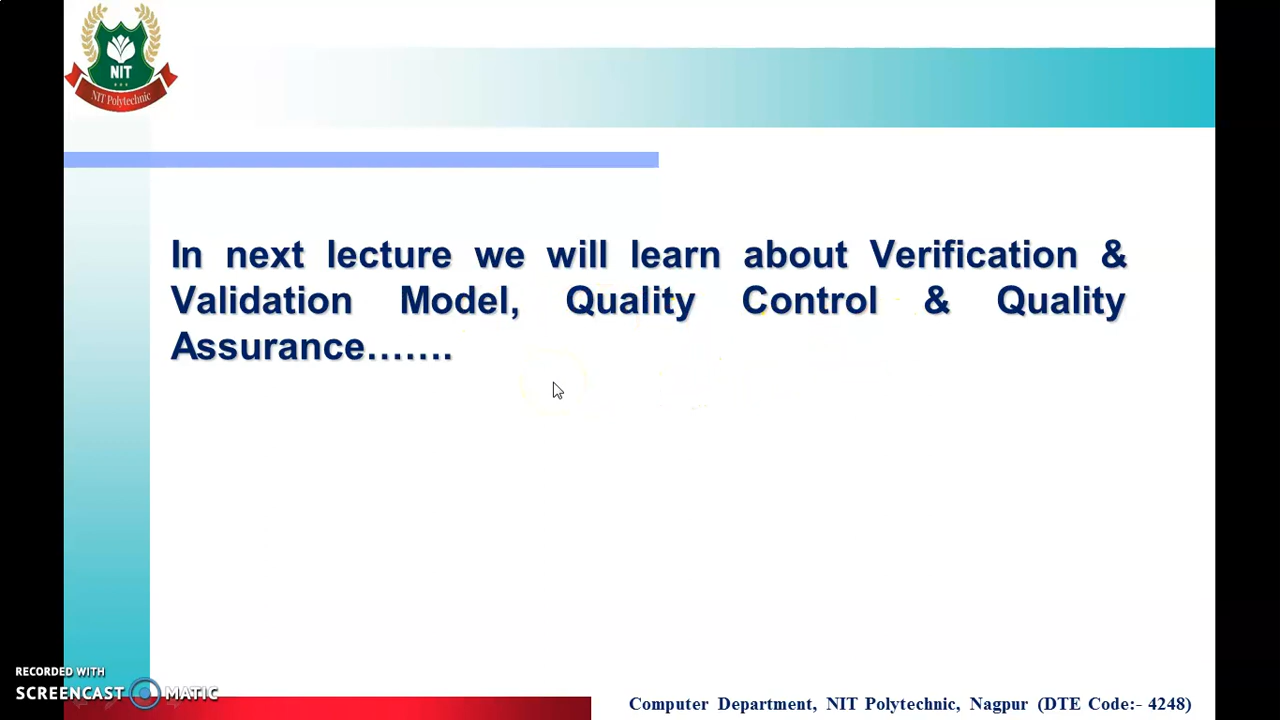 NIT
NIT Polytechnic
In next lecture we will learn about Verification &
Validation Model, Quality Control & Quality
Assurance.......
RECORDED WITH
SCREENCAST MATIC
Computer Department, NIT Polytechnic, Nagpur (DTE Code:- 4248)